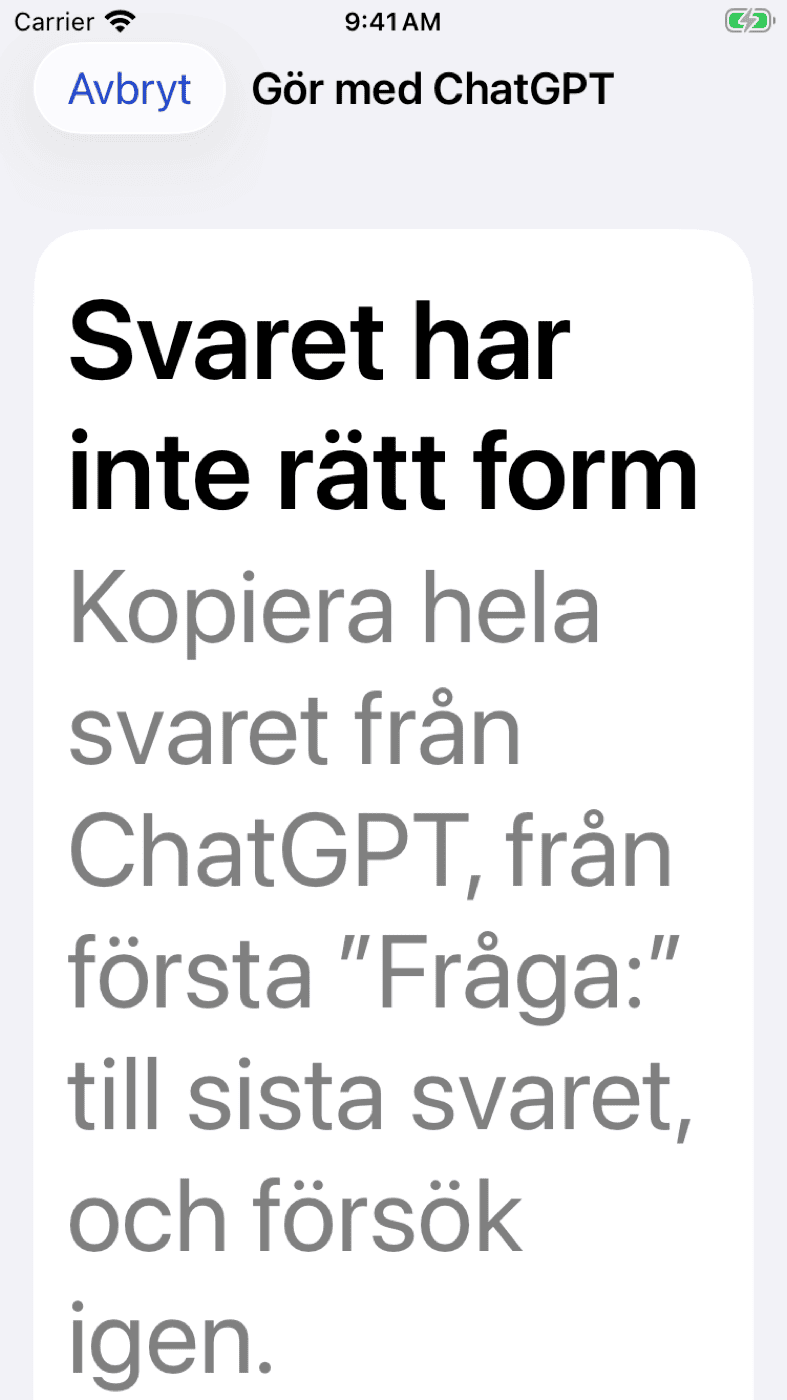 Carrier 9:41 AM
Avbryt Gör med ChatGPT
Svaret har
inte rätt form
Kopiera hela
svaret från
ChatGPT, från
första ”Fråga:”
till sista svaret,
och försök
igen.